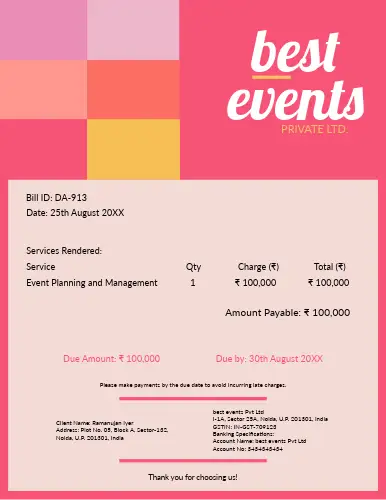 best
events
PRIVATE LTD.
Bill ID: DA-913
Date: 25th August 20XX
Services Rendered:
Service Qty Charge (₹) Total (₹)
Event Planning and Management 1 ₹ 100,000 ₹ 100,000
Amount Payable: ₹ 100,000
Due Amount: ₹ 100,000 Due by: 30th August 20XX
Please make payments by the due date to avoid incurring late charges.
Client Name: Ramanujan Iyer
Address: Plot No. 05, Block A, Sector-162,
Noida, U.P. 201301, India
best events Pvt Ltd
I-1A, Sector 25A, Noida, U.P. 201301, India
GSTIN: IN-GST-709123
Banking Specifications:
Account Name: best events Pvt Ltd
Account No:
Thank you for choosing us!